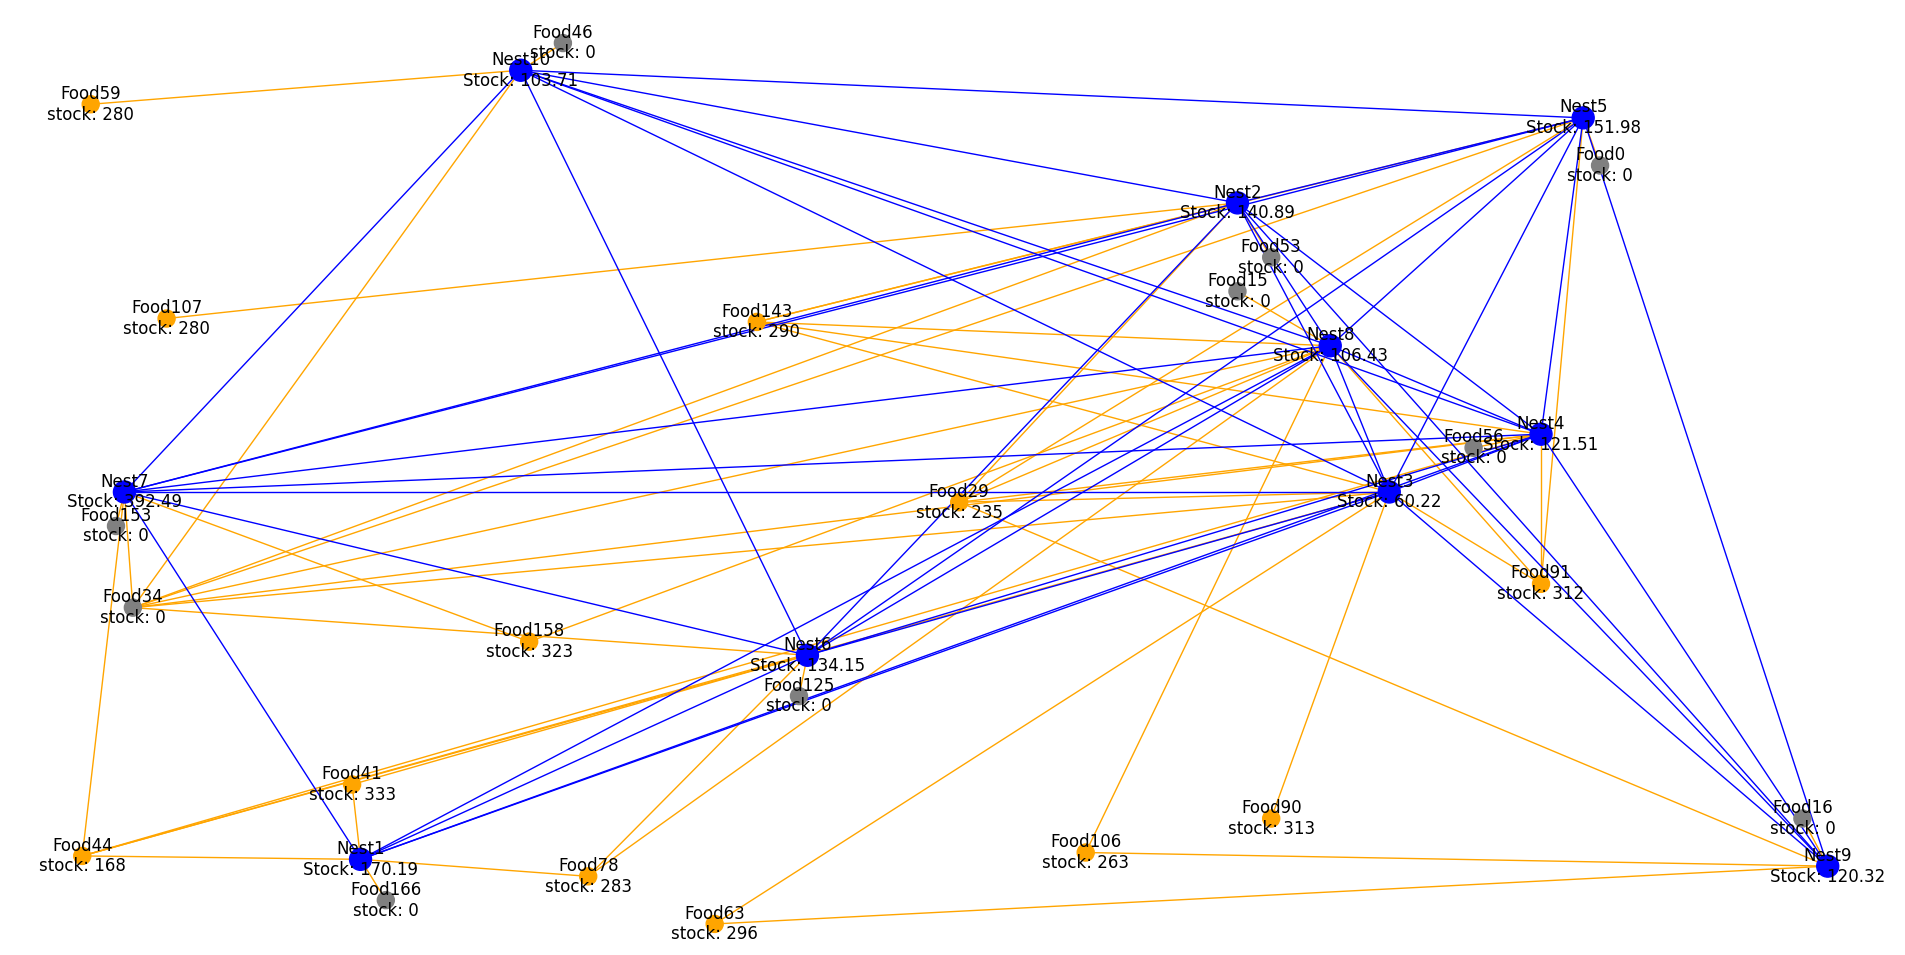 Food46
stock: 0
Nest10
Stock: 103.71
Food59
stock: 280
Nest5
Stock: 151.98
Food0
stock: 0
Nest2
Stock: 140.89
Food53
stock: 0
Food15
stock: 0
Food107
stock: 280
Food143
stock: 290
Nest8
Stock: 106.43
Nest4
Stock: 121.51
Food56
stock: 0
Nest7
Stock: 392.49
Food153
stock: 0
Food29
stock: 235
Nest3
Stock: 60.22
Food91
stock: 312
Food34
stock: 0
Food158
stock: 323
Nest6
Stock: 134.15
Food125
stock: 0
Food41
stock: 333
Food90
stock: 313
Food16
stock: 0
Food106
stock: 263
Food44
stock: 168
Nest1
Stock: 170.19
Food78
stock: 283
Nest9
Stock: 120.32
Food166
stock: 0
Food63
stock: 296